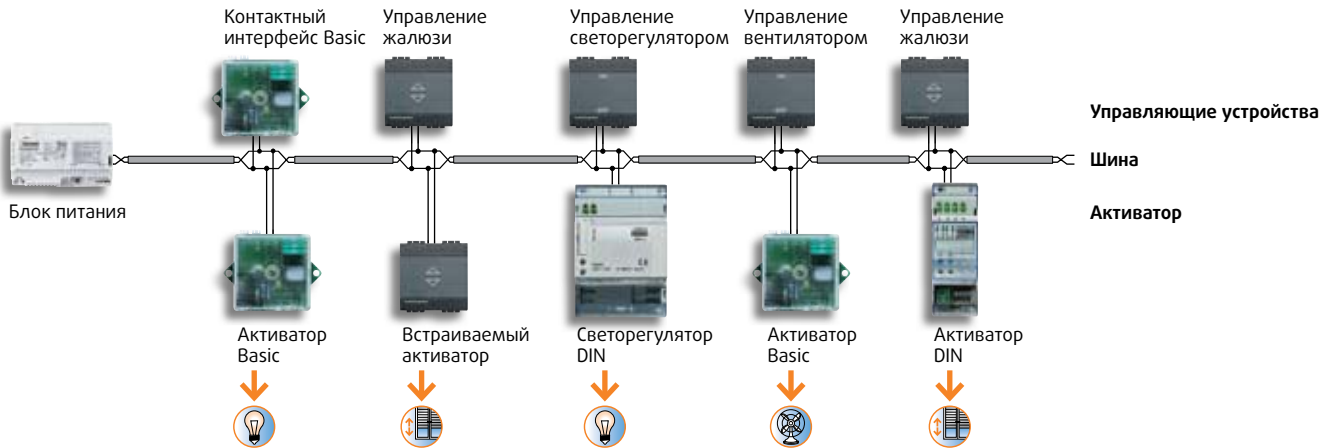 Контактный
интерфейс Basic
Управление
жалюзи
Управление
светорегулятором
Управление
вентилятором
Управление
жалюзи
Управляющие устройства
Шина
Блок питания
Активатор
Активатор
Basic
Встраиваемый
активатор
Светорегулятор
DIN
Активатор
Basic
Активатор
DIN